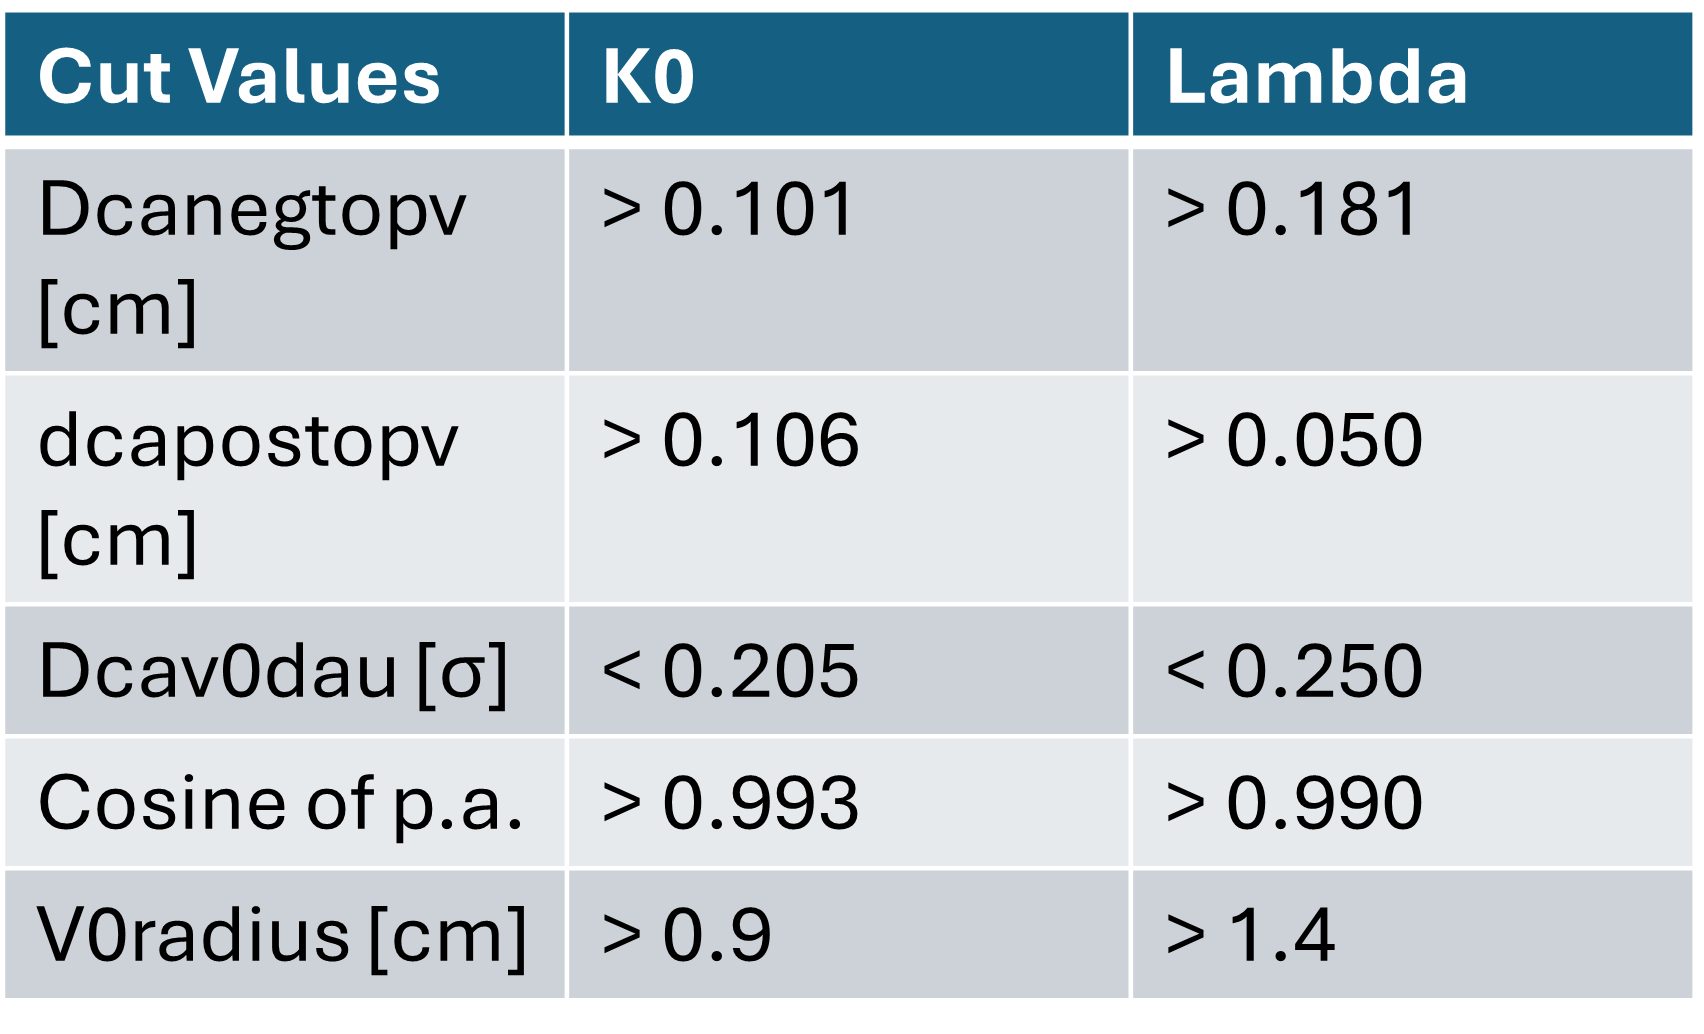 Cut Values K0 Lambda
Dcanegtopv > 0.101 > 0.181
[cm]
dcapostopv > 0.106 > 0.050
[cm]
Dcav0dau [σ] < 0.205 < 0.250
Cosine of p.a. > 0.993 > 0.990
V0radius [cm] > 0.9 > 1.4